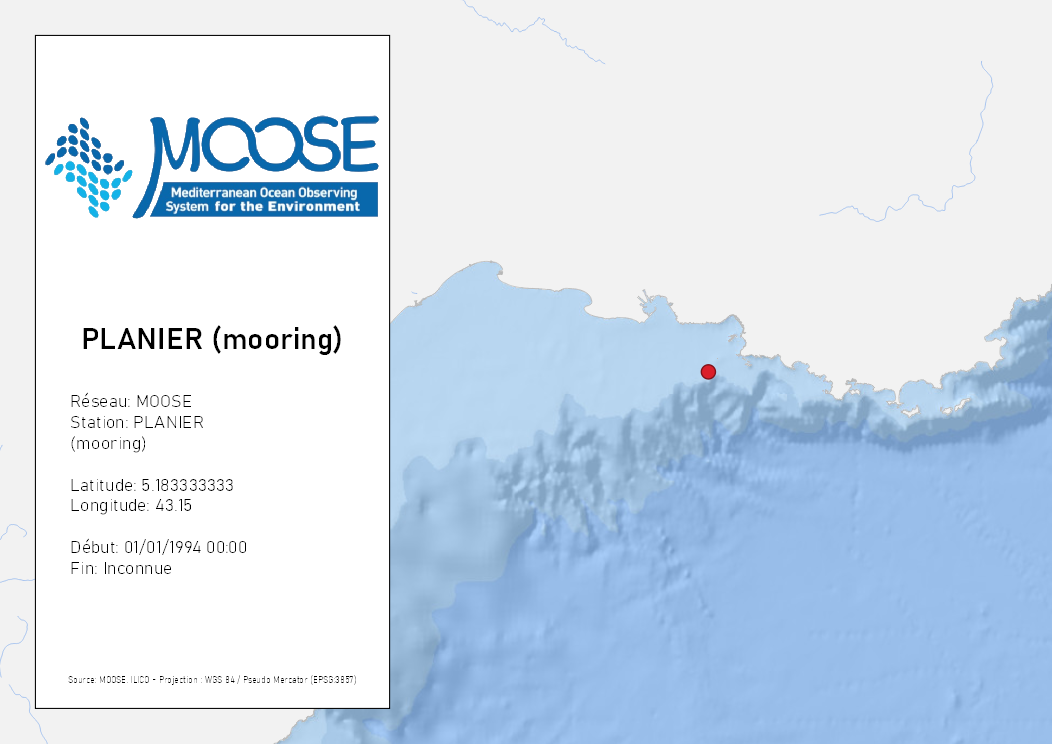 MOOSE
Mediterranean Ocean Observing
System for the Environment
PLANIER (mooring)
Réseau: MOOSE
Station: PLANIER
(mooring)
Latitude: 5.183333333
Longitude: 43.15
Début: 01/01/1994 00:00
Fin: Inconnue
Source: MOOSE, ILICO - Projection : WGS 84 / Pseudo Mercator (EPSG:3857)